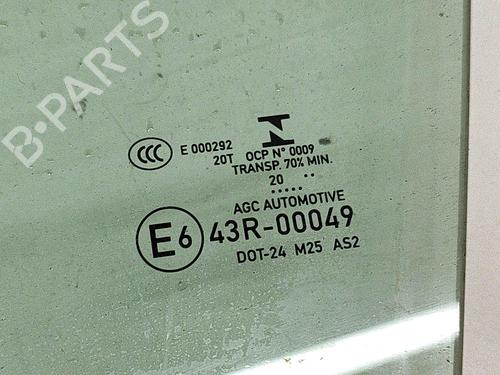 B-PARTS
CCC
E 000292
20T
OCP N° 0009
TRANSP. 70% MIN.
20
AGC AUTOMOTIVE
E6 43R-00049
DOT-24 M25 AS2